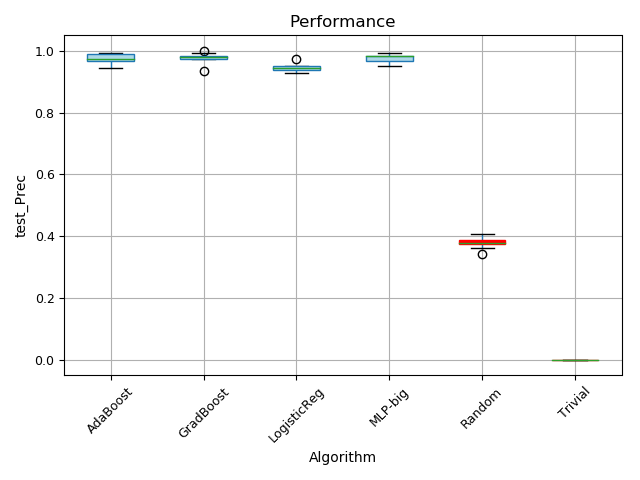 Performance
1.0
0.8
0.6
0.4
0.2
0.0
test_Prec
AdaBoost
GradBoost
LogisticReg
MLP-big
Random
Trivial
Algorithm